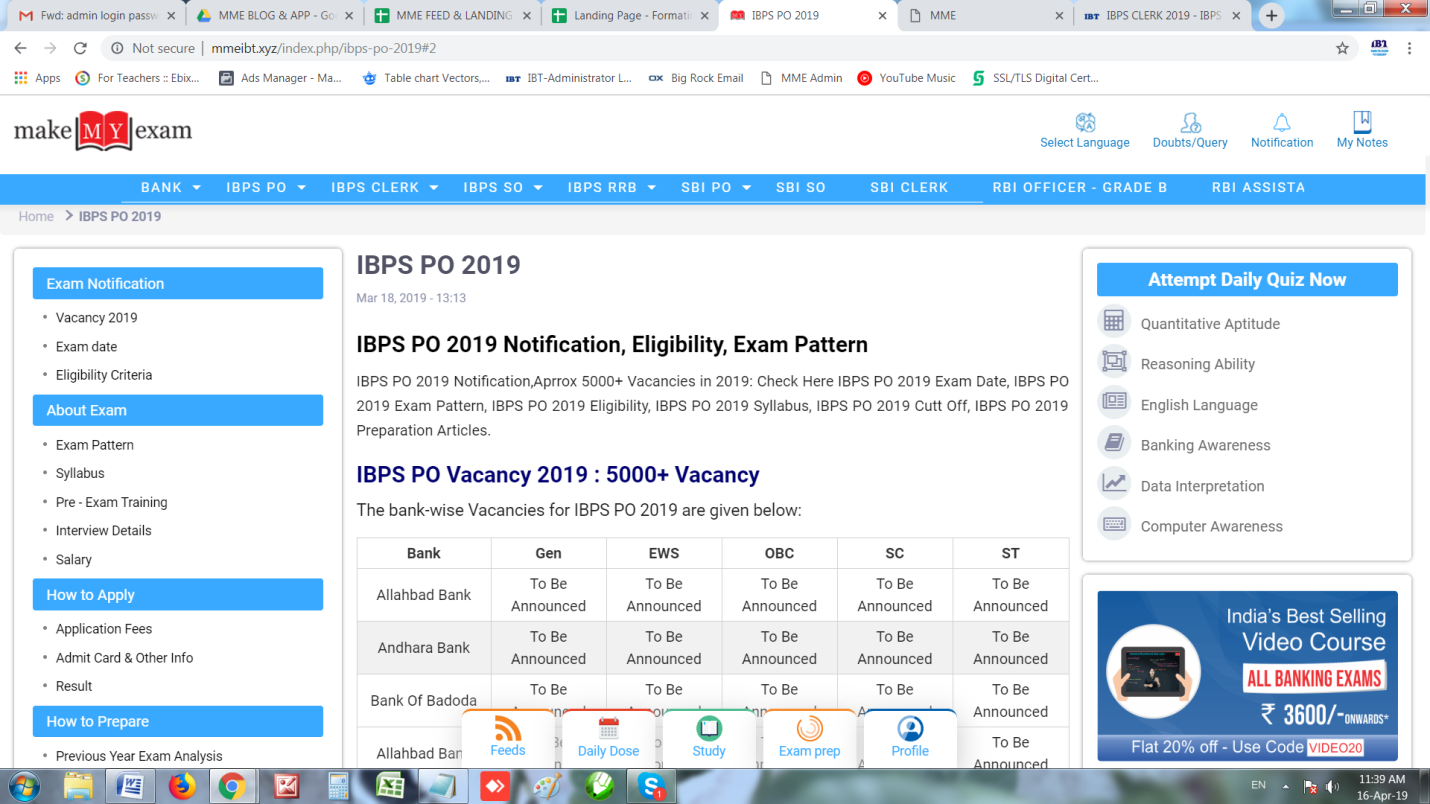 Fwd: admin login passw
MME BLOG & APP - Go
MME FEED & LANDING
Landing Page - Formati
IBPS PO 2019
MME
IBT IBPS CLERK 2019 - IBPS
Not secure | mmeibt.xyz/index.php/ibps-po-2019#2
Apps
For Teachers :: Ebix...
Ads Manager - Ma...
Table chart Vectors,...
IBT IBT-Administrator L...
OX Big Rock Email
MME Admin
YouTube Music
SSL/TLS Digital Cert...
make MY exam
Select Language
Doubts/Query
Notification
My Notes
BANK IBPS PO IBPS CLERK IBPS SO IBPS RRB SBI PO SBI SO SBI CLERK RBI OFFICER - GRADE B RBI ASSISTA
Home > IBPS PO 2019
Exam Notification
• Vacancy 2019
• Exam date
• Eligibility Criteria
About Exam
• Exam Pattern
• Syllabus
• Pre - Exam Training
• Interview Details
• Salary
How to Apply
• Application Fees
• Admit Card & Other Info
• Result
How to Prepare
• Previous Year Exam Analysis
IBPS PO 2019
Mar 18, 2019 - 13:13
IBPS PO 2019 Notification, Eligibility, Exam Pattern
IBPS PO 2019 Notification,Aprrox 5000+ Vacancies in 2019: Check Here IBPS PO 2019 Exam Date, IBPS PO
2019 Exam Pattern, IBPS PO 2019 Eligibility, IBPS PO 2019 Syllabus, IBPS PO 2019 Cutt Off, IBPS PO 2019
Preparation Articles.
IBPS PO Vacancy 2019 : 5000+ Vacancy
The bank-wise Vacancies for IBPS PO 2019 are given below:
Bank Gen EWS OBC SC ST
Allahbad Bank To Be Announced To Be Announced To Be Announced To Be Announced To Be Announced
Andhara Bank To Be Announced To Be Announced To Be Announced To Be Announced To Be Announced
Bank Of Badoda To Be To Be To Be To Be To Be Announced
Allahbad Ban To Be Announced
Feeds
Daily Dose
Study
Exam prep
Profile
Attempt Daily Quiz Now
Quantitative Aptitude
Reasoning Ability
English Language
Banking Awareness
Data Interpretation
Computer Awareness
India's Best Selling
Video Course
ALL BANKING EXAMS
₹ 3600/-ONWARDS*
Flat 20% off - Use Code VIDEO20
EN
11:39 AM
16-Apr-19